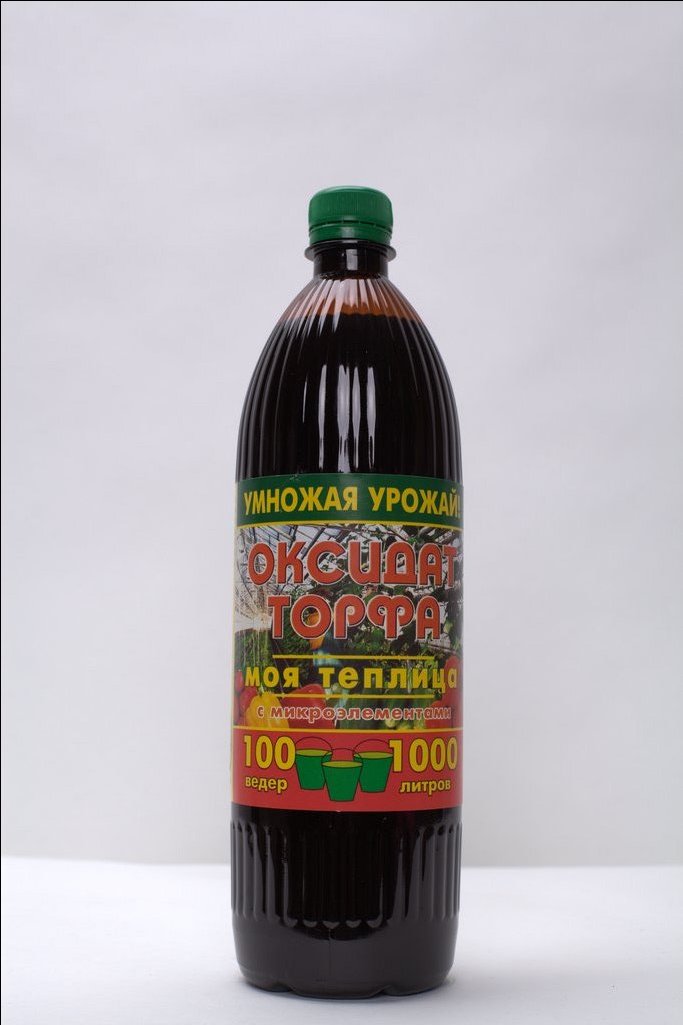 УМНОЖАЯ УРОЖАЙ!
ОКСИДАТ
ТОРФА
моя теплица
с микроэлементами
100 1000
ведер литров